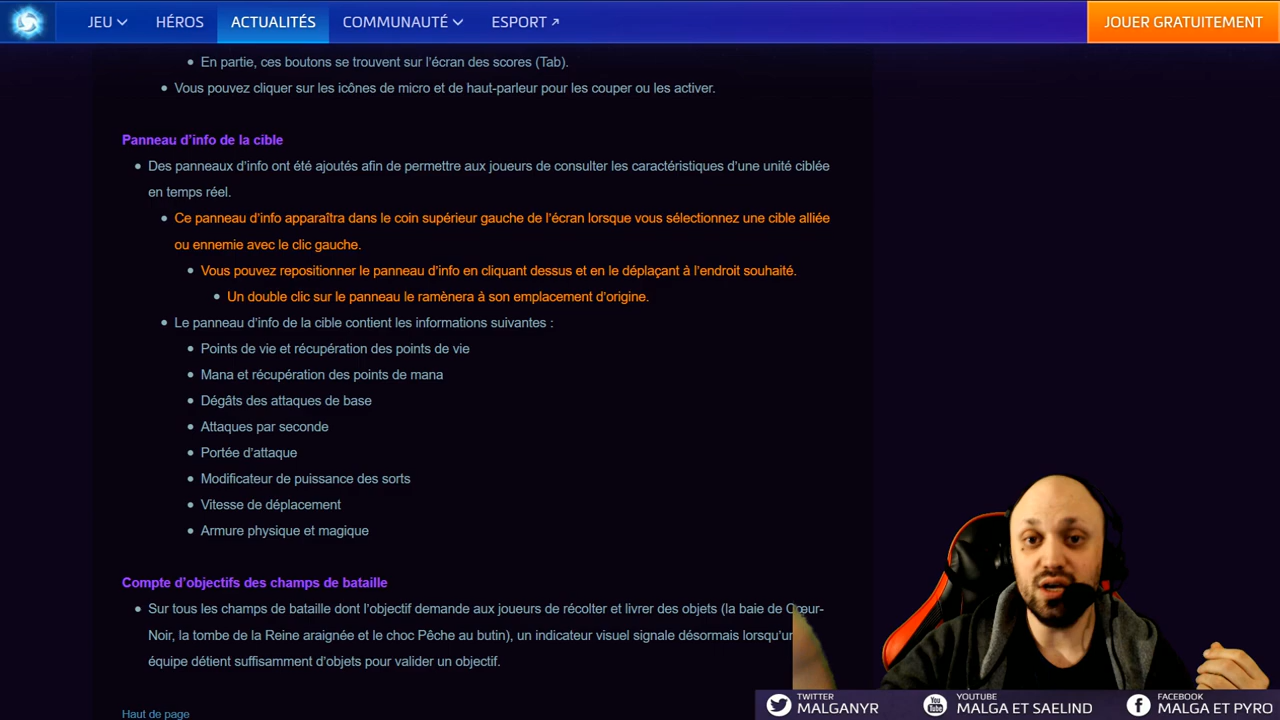 JEU HÉROS ACTUALITÉS COMMUNAUTÉ ESPORT JOUER GRATUITEMENT
En partie, ces boutons se trouvent sur l’écran des scores (Tab).
Vous pouvez cliquer sur les icônes de micro et de haut-parleur pour les couper ou les activer.
Panneau d’info de la cible
Des panneaux d’info ont été ajoutés afin de permettre aux joueurs de consulter les caractéristiques d’une unité ciblée
en temps réel.
Ce panneau d’info apparaîtra dans le coin supérieur gauche de l’écran lorsque vous sélectionnez une cible alliée
ou ennemie avec le clic gauche.
Vous pouvez repositionner le panneau d’info en cliquant dessus et en le déplaçant à l’endroit souhaité.
Un double clic sur le panneau le ramènera à son emplacement d’origine.
Le panneau d’info de la cible contient les informations suivantes :
Points de vie et récupération des points de vie
Mana et récupération des points de mana
Dégâts des attaques de base
Attaques par seconde
Portée d’attaque
Modificateur de puissance des sorts
Vitesse de déplacement
Armure physique et magique
Compte d’objectifs des champs de bataille
Sur tous les champs de bataille dont l’objectif demande aux joueurs de récolter et livrer des objets (la baie de Cœur-
Noir, la tombe de la Reine araignée et le choc Pêche au butin), un indicateur visuel signale désormais lorsqu’un
équipe détient suffisamment d’objets pour valider un objectif.
Haut de page
TWITTER
MALGANYR
YOUTUBE
MALGA ET SAELIND
FACEBOOK
MALGA ET PYRO